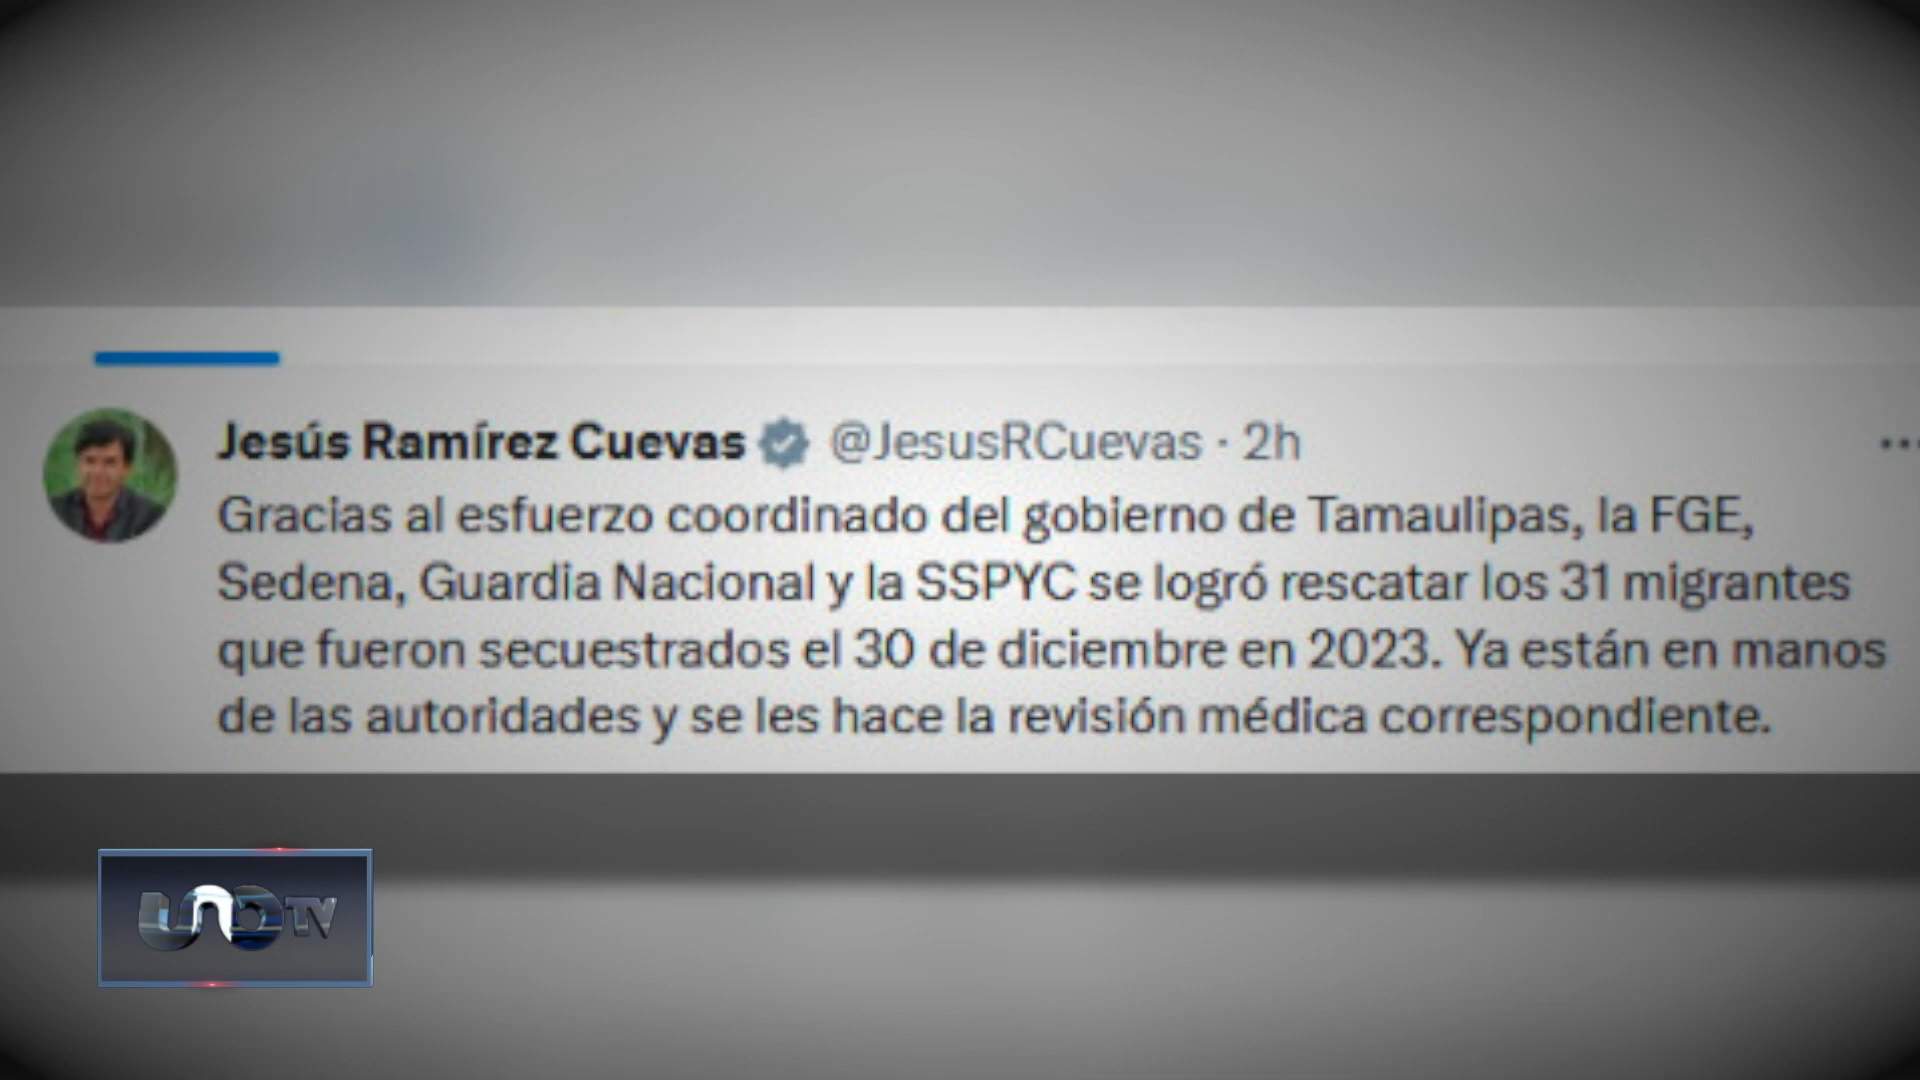 Jesús Ramírez Cuevas @JesusRCuevas · 2h
Gracias al esfuerzo coordinado del gobierno de Tamaulipas, la FGE,
Sedena, Guardia Nacional y la SSPYC se logró rescatar los 31 migrantes
que fueron secuestrados el 30 de diciembre en 2023. Ya están en manos
de las autoridades y se les hace la revisión médica correspondiente.
UNO TV